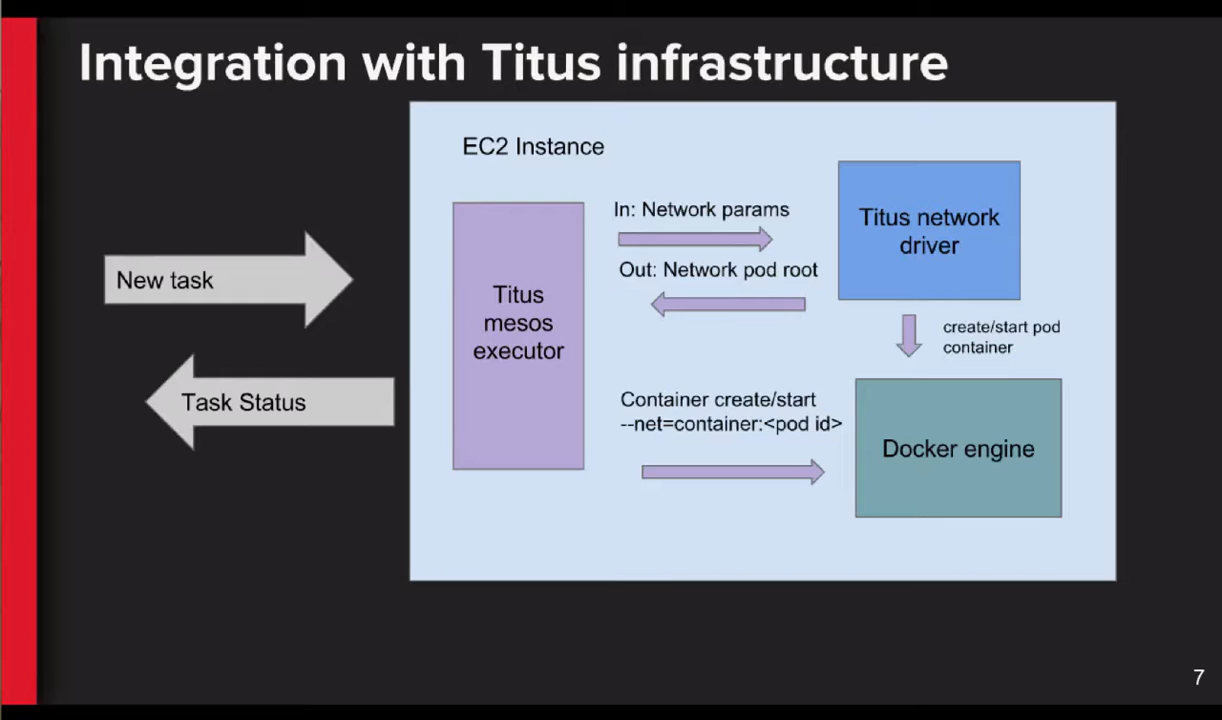 Integration with Titus infrastructure
EC2 Instance
New task
Task Status
Titus
mesos
executor
In: Network params
Out: Network pod root
Titus network
driver
create/start pod
container
Container create/start
--net=container:<pod id>
Docker engine
7